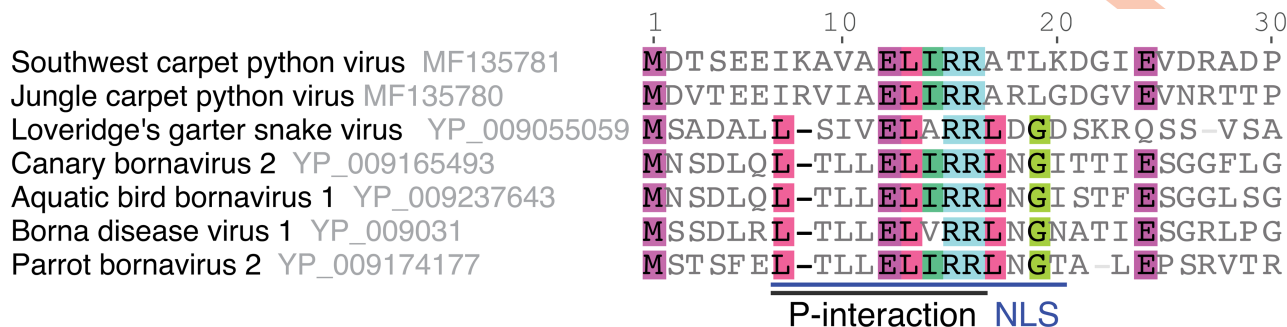 1 10 20 30
Southwest carpet python virus MF135781 MDTSEEIKAVAELIRRATLKDGIEVDRADP
Jungle carpet python virus MF135780 MDVTEEIRVIAELIRRARLGDGVEVNRTTP
Loveridge's garter snake virus YP_009055059 MSADALL-SIVELARRLDGDSKRQSS-VSA
Canary bornavirus 2 YP_009165493 MNSDLQL-TLLELIRRLNGITTIESGGFLG
Aquatic bird bornavirus 1 YP_009237643 MNSDLQL-TLLELIRRLNGISTFESGGLSG
Borna disease virus 1 YP_009031 MSSDLRL-TLLELVRRLNGNATIESGRLPG
Parrot bornavirus 2 YP_009174177 MSTSFEL-TLLELIRRLNGTA-LEPSRVTR
P-interaction NLS